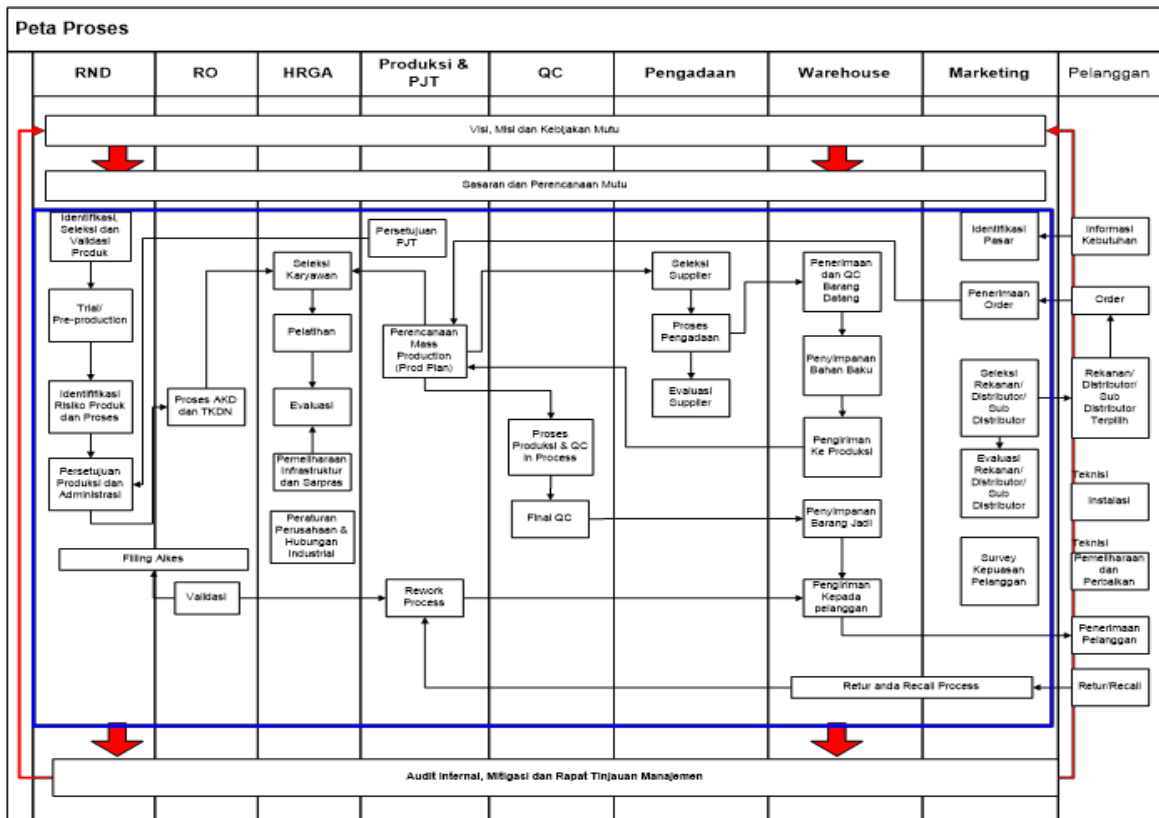 Peta Proses
RND
RO
HRGA
Produksi &
PJT
QC
Pengadaan
Warehouse
Marketing
Pelanggan
Visi, Misi dan Kebijakan Mutu
Sasaran dan Perencanaan Mutu
Identifikasi,
Seleksi dan
Validasi
Produk
Trial/
Pre-production
Identifitikasi
Risiko Produk
dan Proses
Persetujuan
Produksi dan
Administrasi
Filling Alkes
Proses AKD
dan TKDN
Validasi
Seleksi
Karyawan
Pelatihan
Evaluasi
Pemeliharaan
Infrastruktur
dan Sarpras
Peraturan
Perusahaan &
Hubungan
Industrial
Persetujuan
PJT
Perencanaan
Mass
Production
(Prod Plan)
Rework
Process
Proses
Produksi & QC
In Process
Final QC
Seleksi
Supplier
Proses
Pengadaan
Evaluasi
Supplier
Penerimaan
dan QC
Barang
Datang
Penyimpanan
Bahan Baku
Pengiriman
Ke Produksi
Penyimpanan
Barang Jadi
Pengiriman
Kepada
pelanggan
Retur anda Recall Process
Identifikasi
Pasar
Penerimaan
Order
Seleksi
Rekanan/
Distributor/
Sub
Distributor
Evaluasi
Rekanan/
Distributor/
Sub
Distributor
Survey
Kepuasan
Pelanggan
Informasi
Kebutuhan
Order
Rekanan/
Distributor/
Sub
Distributor
Terpilih
Teknisi
Instalasi
Teknisi
Pemeliharaan
dan
Perbaikan
Penerimaan
Pelanggan
Retur/Recall
Audit Internal, Mitigasi dan Rapat Tinjauan Manajemen